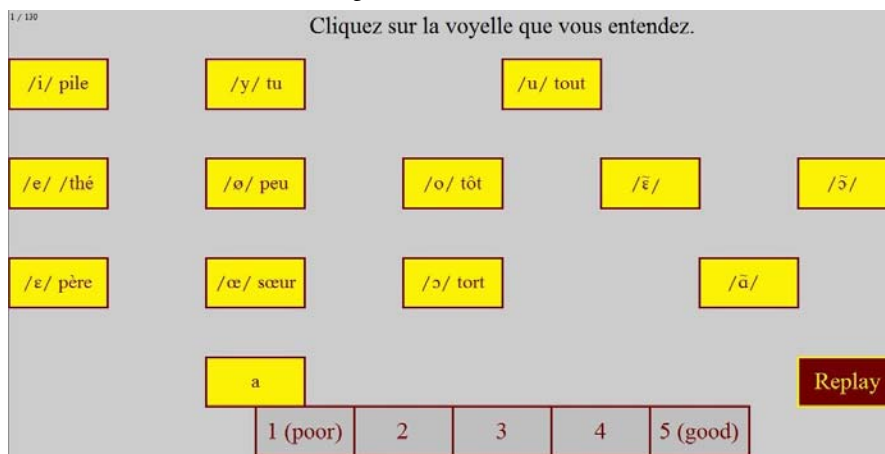 1 / 130
Cliquez sur la voyelle que vous entendez.
/i/ pile /y/ tu /u/ tout
/e/ /thé /ø/ peu /o/ tôt /ɛ̃/ /ɔ̃/
/ɛ/ père /œ/ sœur /ɔ/ tort /ɑ̃/
a Replay
1 (poor) 2 3 4 5 (good)